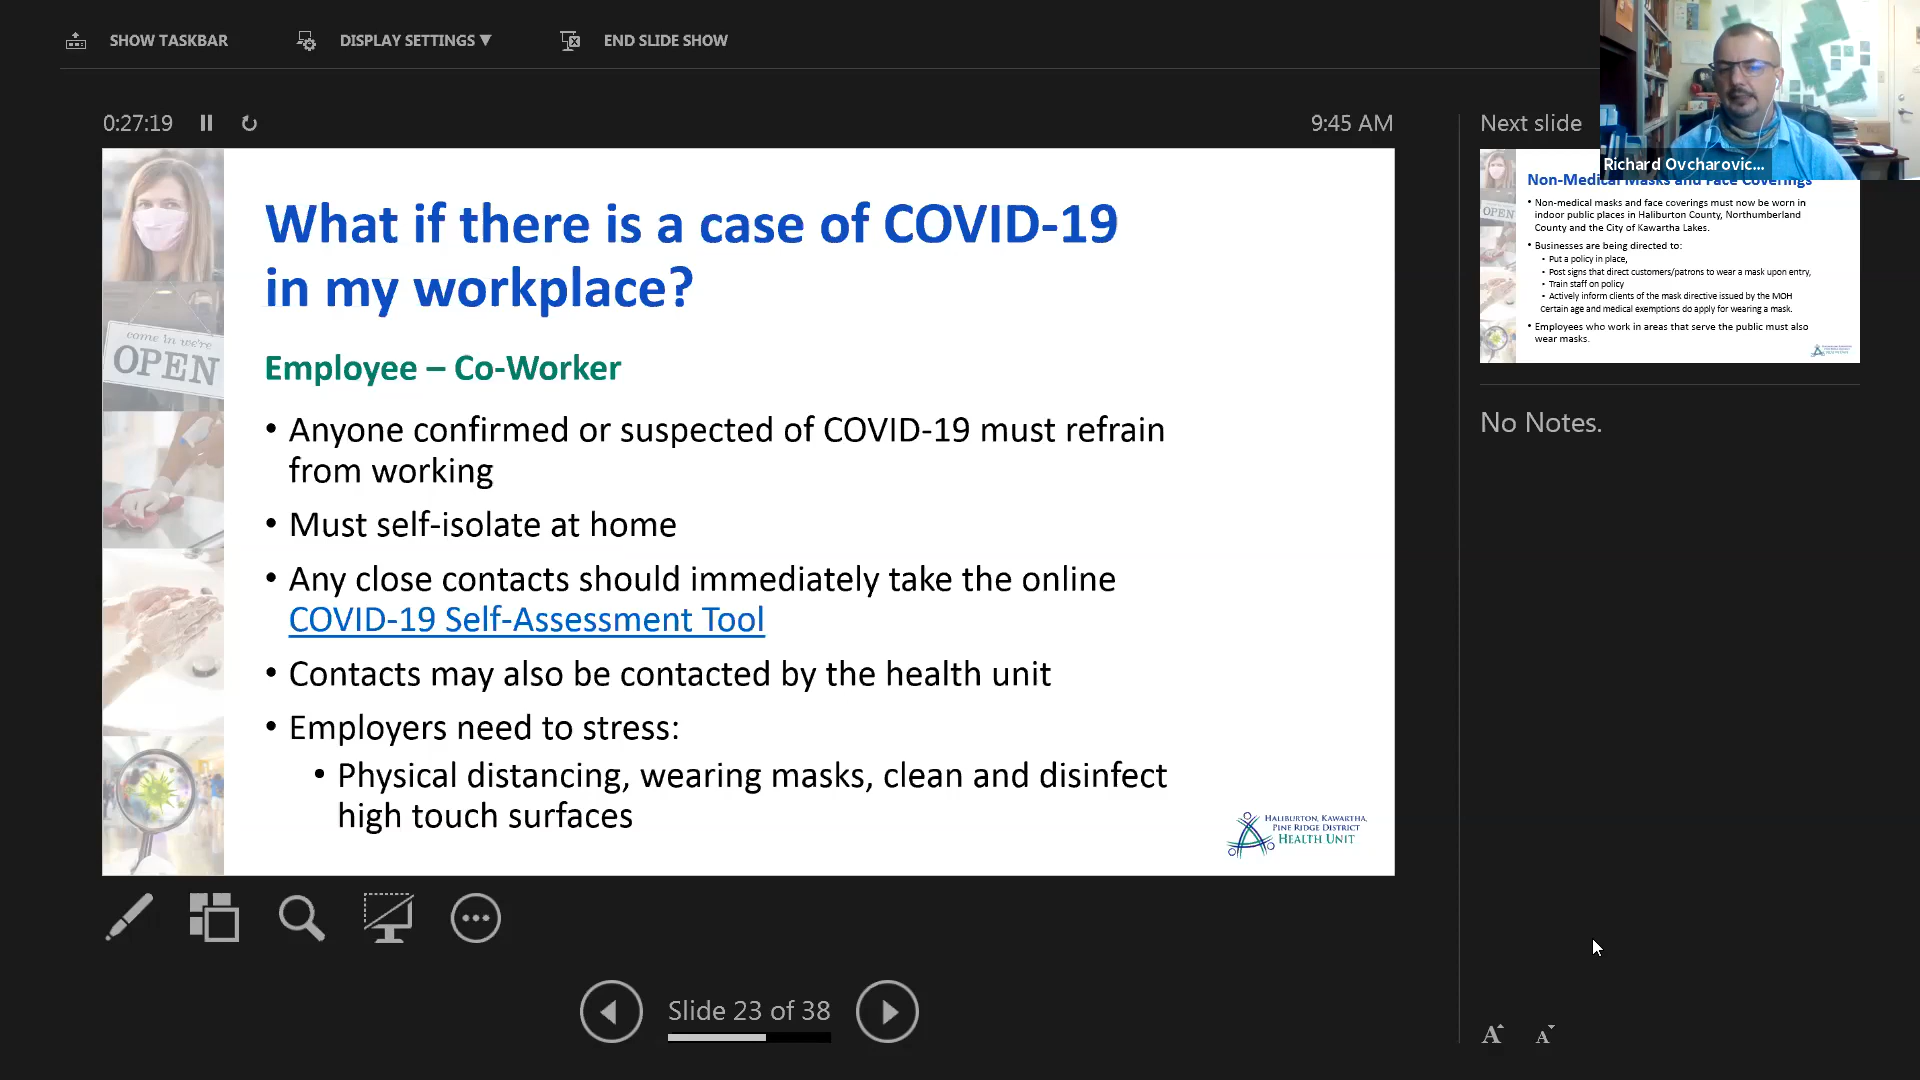 SHOW TASKBAR
DISPLAY SETTINGS ▼
END SLIDE SHOW
0:27:19
9:45 AM
What if there is a case of COVID-19
in my workplace?
Employee – Co-Worker
• Anyone confirmed or suspected of COVID-19 must refrain
from working
• Must self-isolate at home
• Any close contacts should immediately take the online
COVID-19 Self-Assessment Tool
• Contacts may also be contacted by the health unit
• Employers need to stress:
• Physical distancing, wearing masks, clean and disinfect
high touch surfaces
come in we're
OPEN
HALIBURTON, KAWARTHA,
PINE RIDGE DISTRICT
HEALTH UNIT
Slide 23 of 38
Next slide
Richard Ovcharovic...
Non-Medical Masks and Face Coverings
• Non-medical masks and face coverings must now be worn in
indoor public places in Haliburton County, Northumberland
County and the City of Kawartha Lakes.
• Businesses are being directed to:
• Put a policy in place,
• Post signs that direct customers/patrons to wear a mask upon entry,
• Train staff on policy
• Actively inform clients of the mask directive issued by the MOH
Certain age and medical exemptions do apply for wearing a mask.
• Employees who work in areas that serve the public must also
wear masks.
OPEN
No Notes.
A A